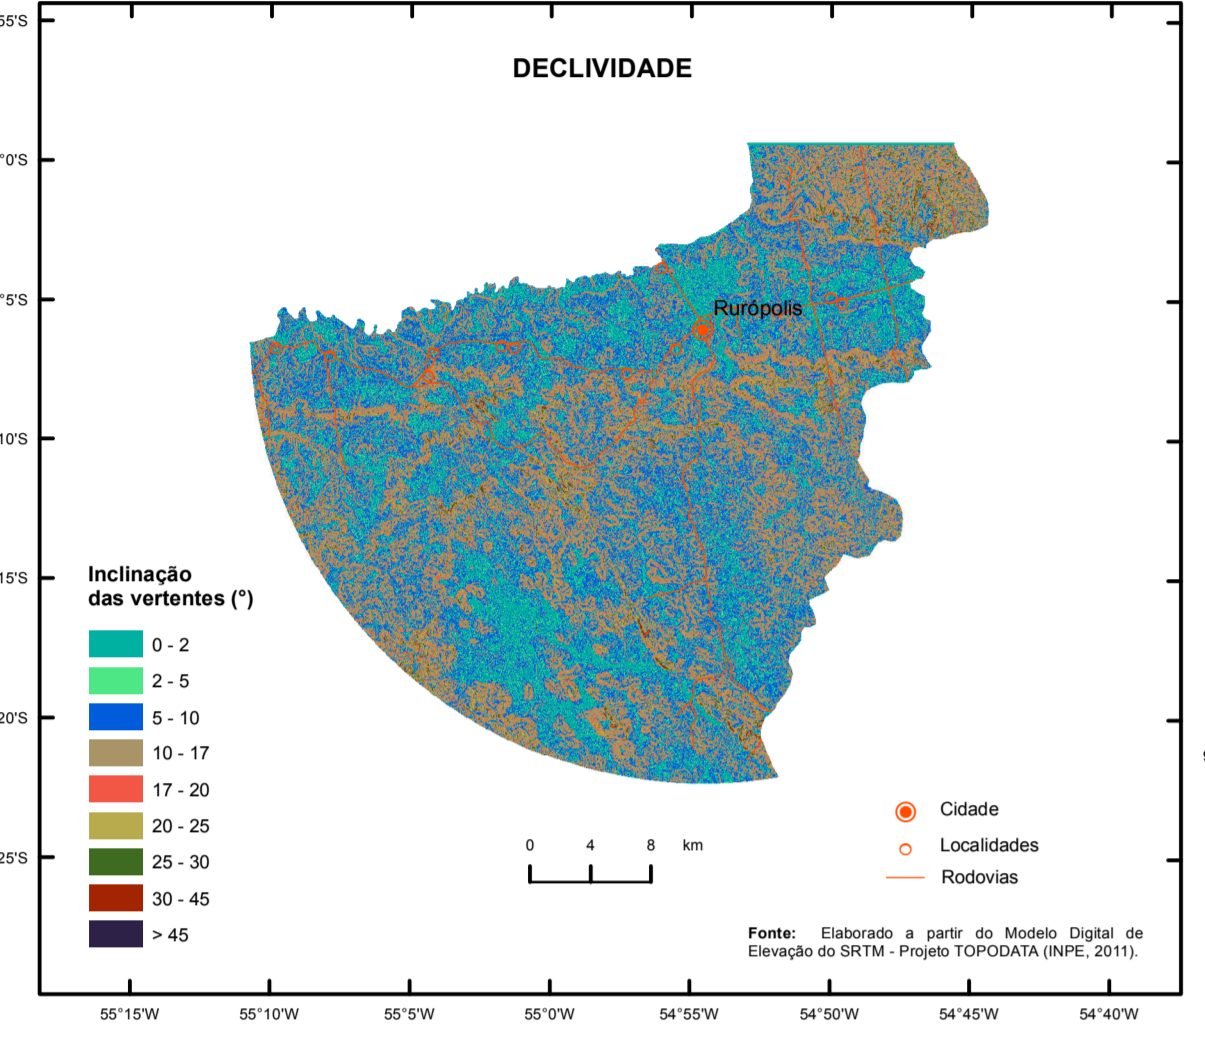 DECLIVIDADE
55'S
°0'S
°5'S
10'S
15'S
20'S
25'S
Rurópolis
Inclinação
das vertentes (°)
0 - 2
2 - 5
5 - 10
10 - 17
17 - 20
20 - 25
25 - 30
30 - 45
> 45
0 4 8 km
Cidade
Localidades
Rodovias
Fonte: Elaborado a partir do Modelo Digital de
Elevação do SRTM - Projeto TOPODATA (INPE, 2011).
55°15'W 55°10'W 55°5'W 55°0'W 54°55'W 54°50'W 54°45'W 54°40'W